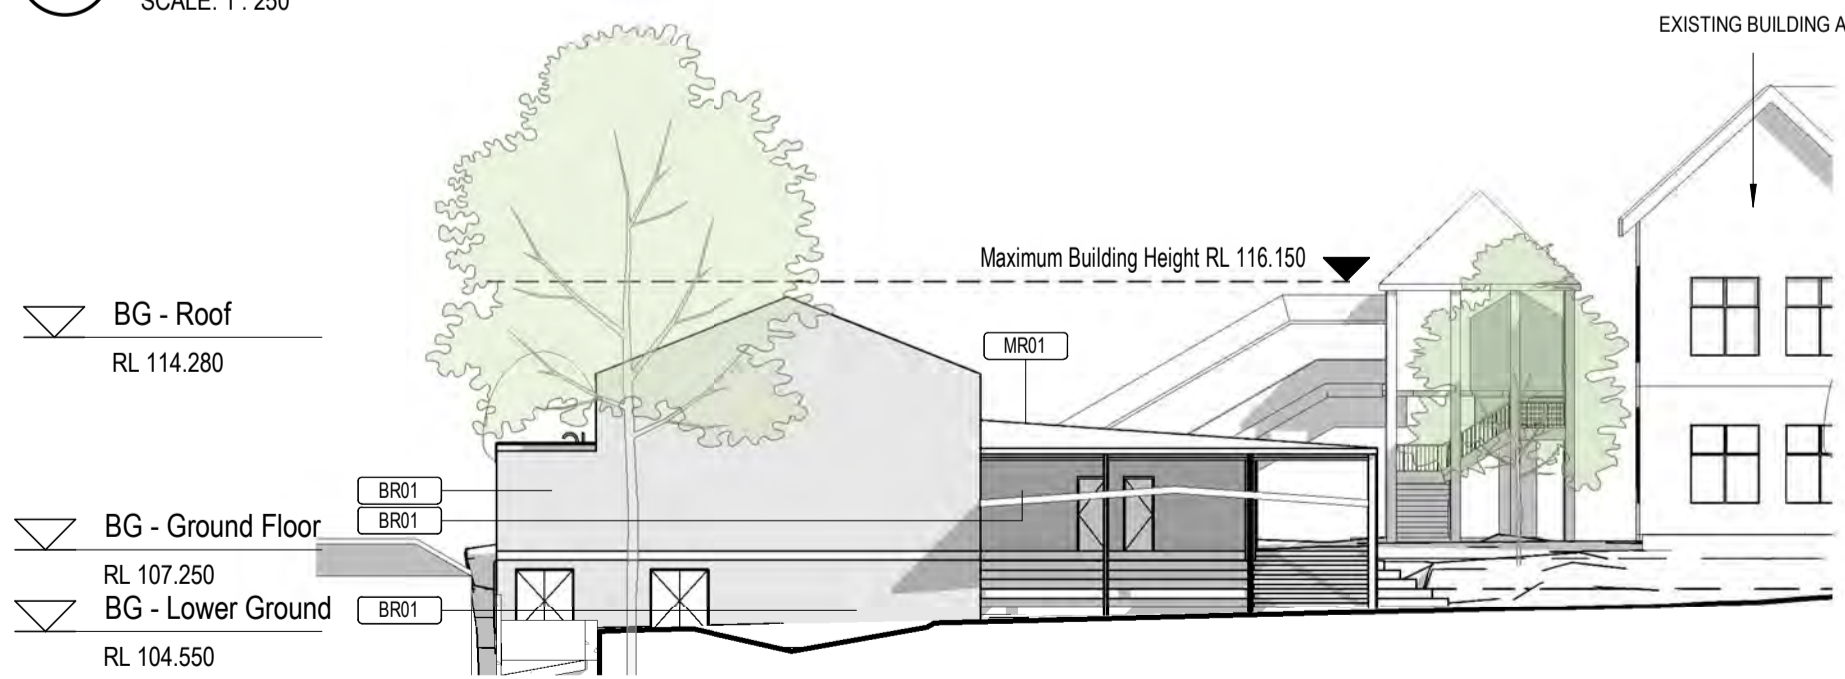 SCALE: 1 : 250
EXISTING BUILDING A
Maximum Building Height RL 116.150
BG - Roof
RL 114.280
MR01
BR01
BR01
BG - Ground Floor
RL 107.250
BG - Lower Ground
BR01
RL 104.550